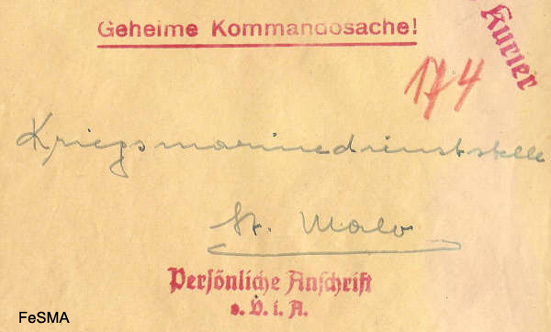 Geheime Kommandosache!
Kurier
174
Kriegsmarinedienststelle
St. Malo
Persönliche Anschrift
o. V. i. A.
FeSMA